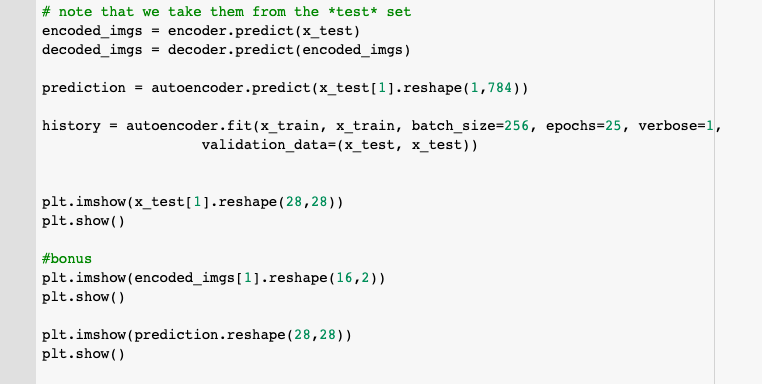 # note that we take them from the *test* set
encoded_imgs = encoder.predict(x_test)
decoded_imgs = decoder.predict(encoded_imgs)
prediction = autoencoder.predict(x_test[1].reshape(1,784))
history = autoencoder.fit(x_train, x_train, batch_size=256, epochs=25, verbose=1,
validation_data=(x_test, x_test))
plt.imshow(x_test[1].reshape(28,28))
plt.show()
#bonus
plt.imshow(encoded_imgs[1].reshape(16,2))
plt.show()
plt.imshow(prediction.reshape(28,28))
plt.show()